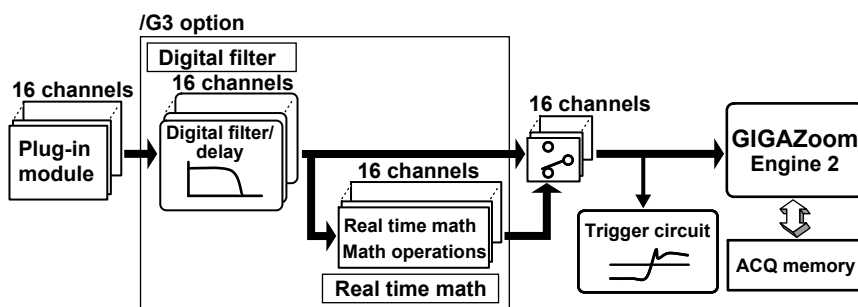 /G3 option
Digital filter
16 channels
16 channels
16 channels
Plug-in
module
Digital filter/
delay
GIGAZoom
Engine 2
16 channels
Real time math
Math operations
Trigger circuit
ACQ memory
Real time math